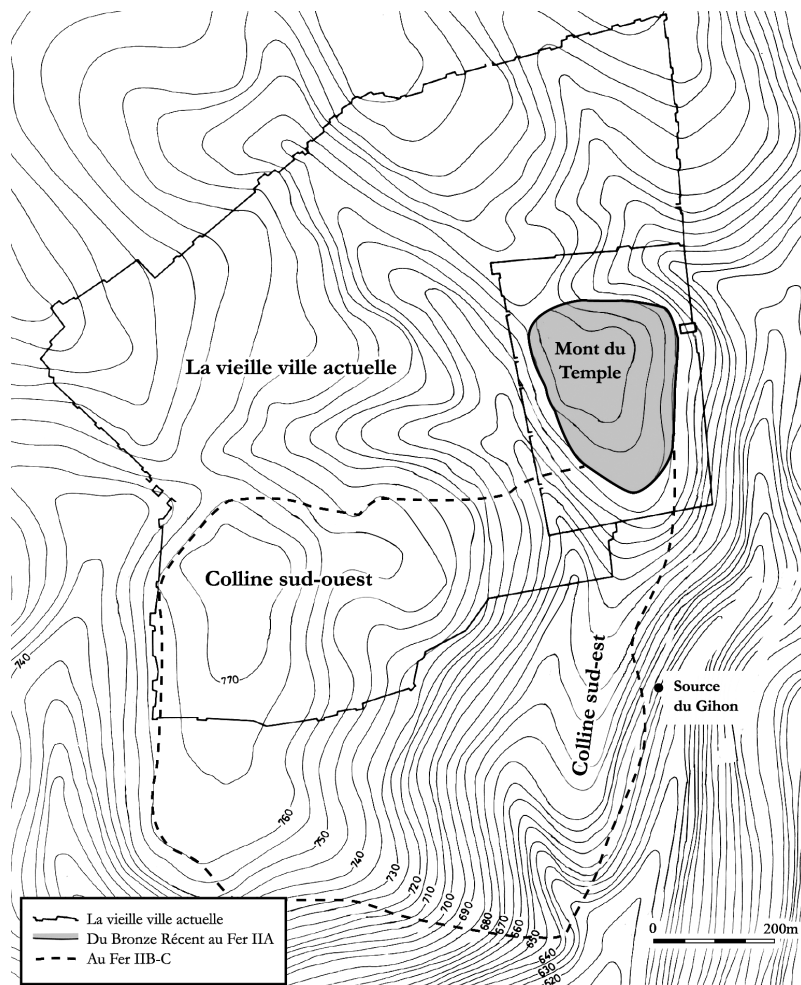 Mont du
Temple
La vieille ville actuelle
Colline sud-ouest
Colline sud-est
Source
du Gihon
740
770
760
750
740
730
720
710
700
690
680
670
660
650
640
630
620
La vieille ville actuelle
Du Bronze Récent au Fer IIA
Au Fer IIB-C
0
200m